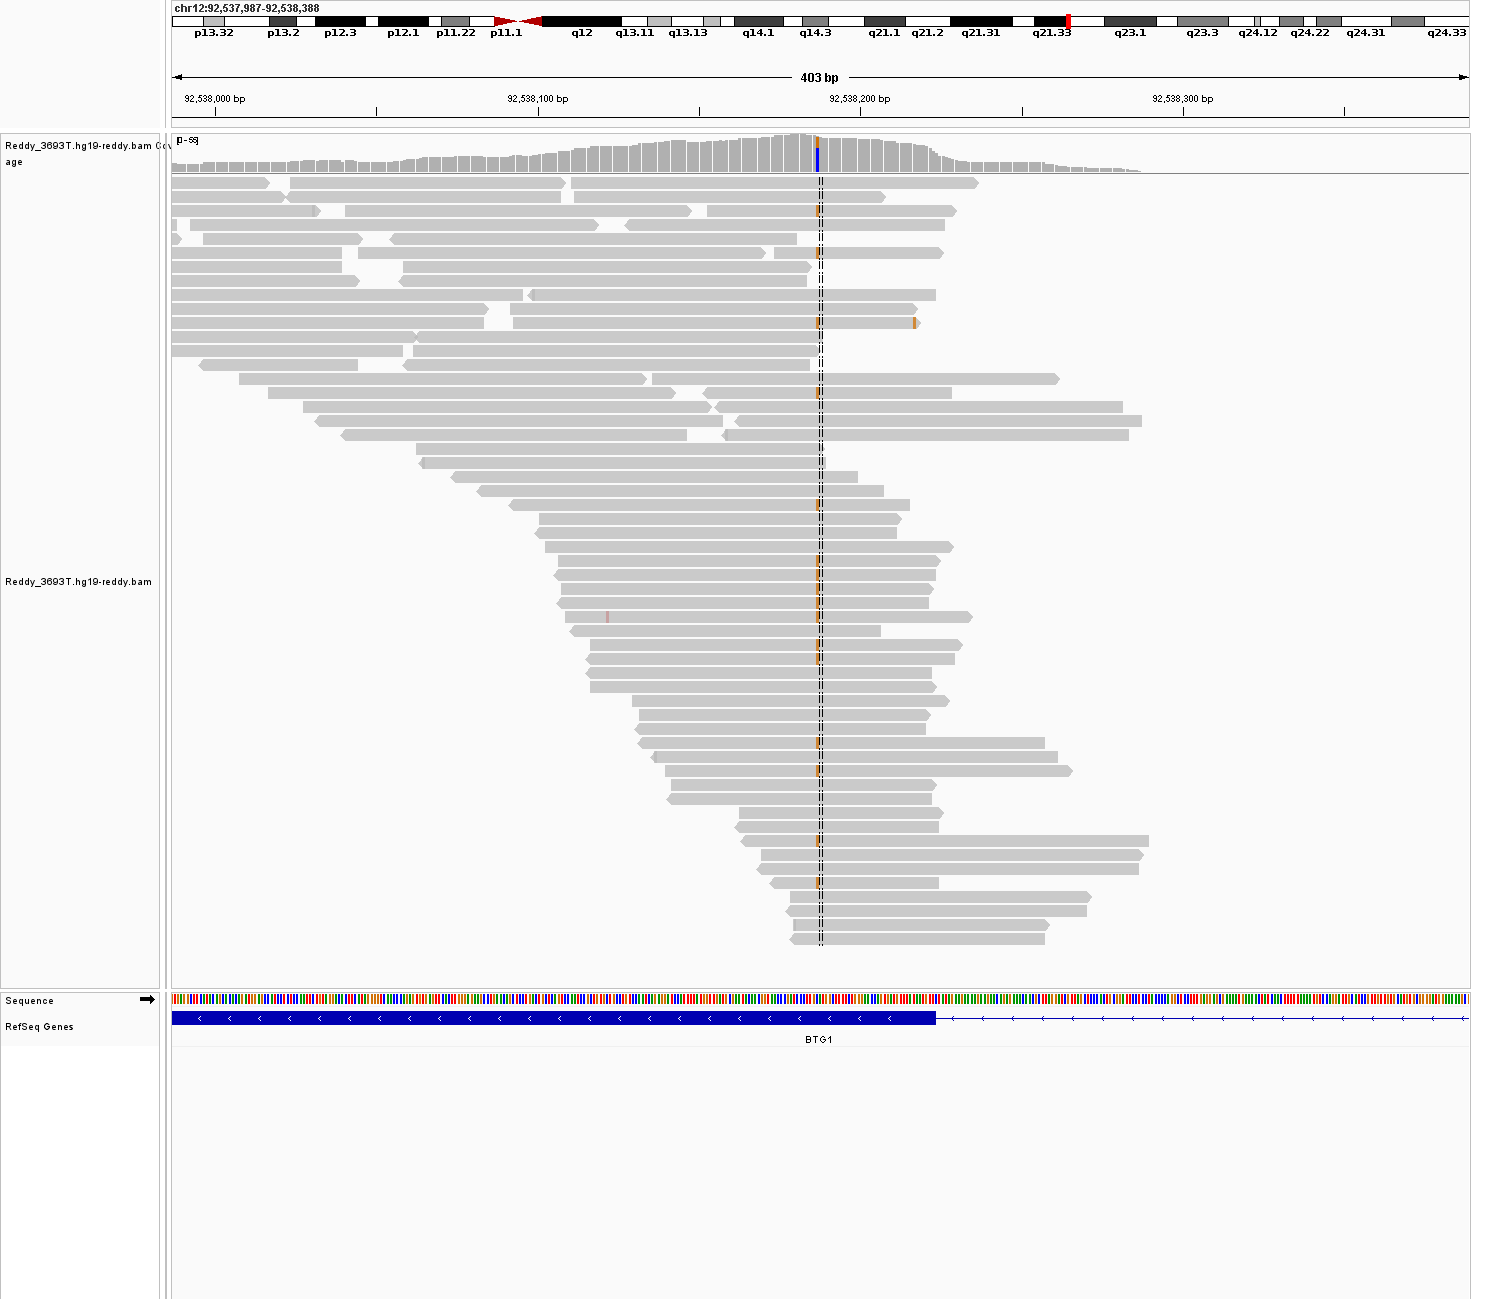 chr12:92,537,987-92,538,388
p13.32 p13.2 p12.3 p12.1 p11.22 p11.1 q12 q13.11 q13.13 q14.1 q14.3 q21.1 q21.2 q21.31 q21.33 q23.1 q23.3 q24.12 q24.22 q24.31 q24.33
403 bp
92,538,000 bp 92,538,100 bp 92,538,200 bp 92,538,300 bp
Reddy_3693T.hg19-reddy.bam Cov
age
Reddy_3693T.hg19-reddy.bam
Sequence
RefSeq Genes
BTG1